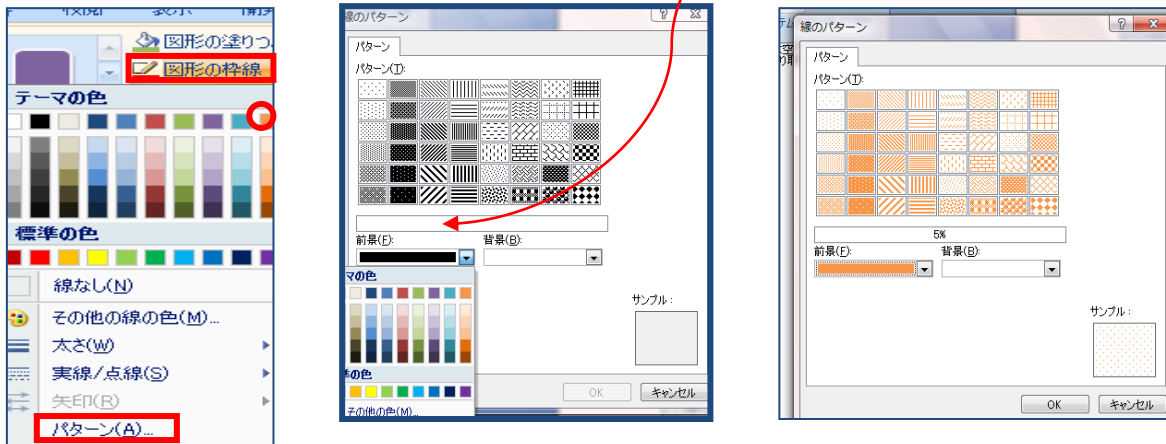 表示
図形の塗りつ
図形の枠線
テーマの色
標準の色
線なし(N)
その他の線の色(M)...
太さ(W)
実線/点線(S)
矢印(R)
パターン(A)...
線のパターン
パターン
パターン(T):
前景(F):
背景(B):
マの色
の色
その他の色(M)...
サンプル:
OK
キャンセル
線のパターン
パターン
パターン(T):
5%
前景(F):
背景(B):
サンプル:
OK
キャンセル